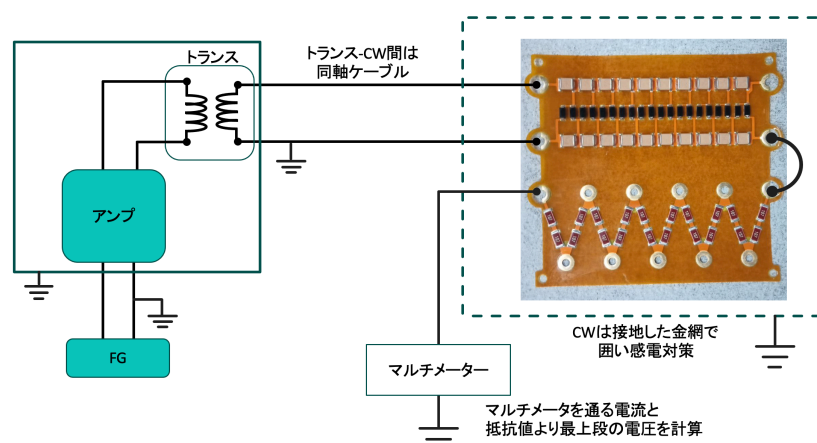 トランス
トランス-CW間は
同軸ケーブル
アンプ
FG
CWは接地した金網で
囲い感電対策
マルチメーター
マルチメータを通る電流と
抵抗値より最上段の電圧を計算